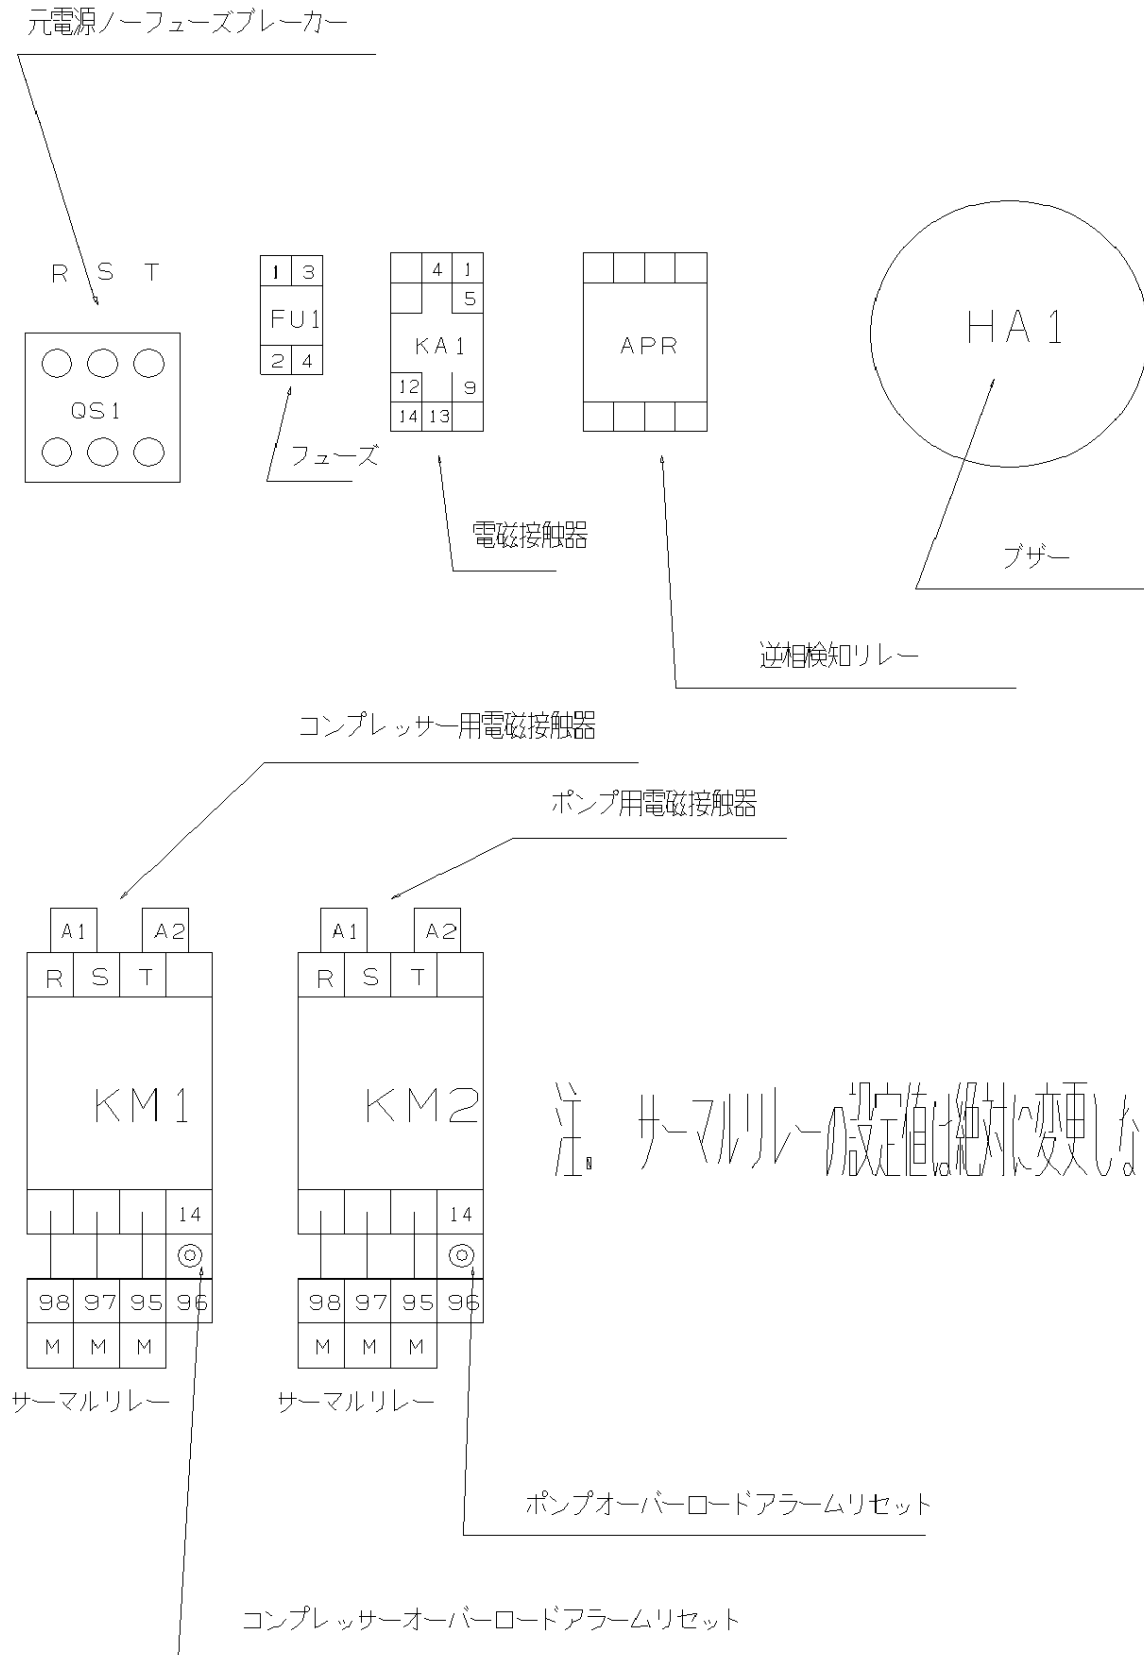 元電源ノーフューズブレーカー
R S T
QS1
1 3
FU1
2 4
フューズ
4 1
5
KA1
12 9
14 13
電磁接触器
APR
逆相検知リレー
HA1
ブザー
コンプレッサー用電磁接触器
ポンプ用電磁接触器
A1 A2
R S T
KM1
14
98 97 95 96
M M M
サーマルリレー
A1 A2
R S T
KM2
14
98 97 95 96
M M M
サーマルリレー
注. サーマルリレーの設定値は絶対に変更しな
ポンプオーバーロードアラームリセット
コンプレッサーオーバーロードアラームリセット